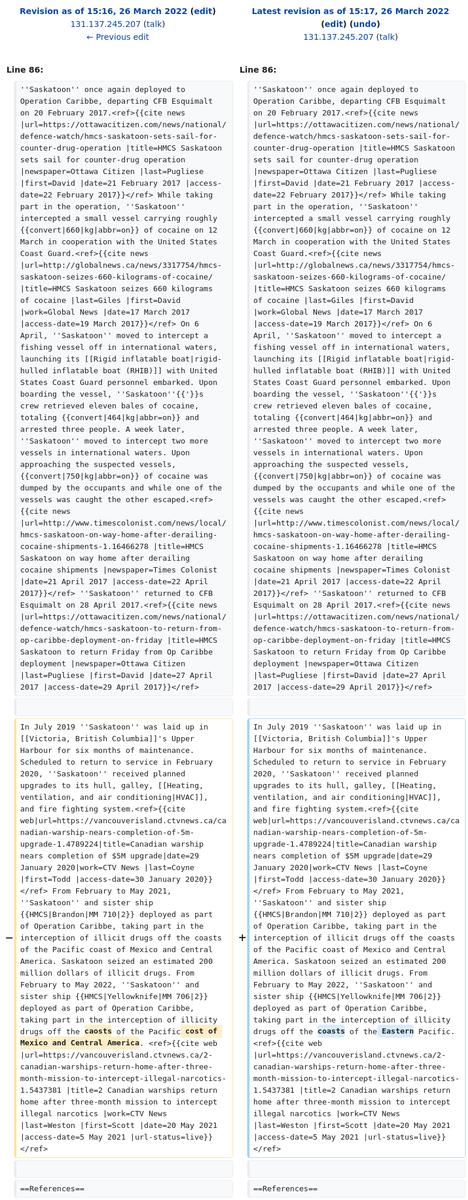 Revision as of 15:16, 26 March 2022 (edit)
131.137.245.207 (talk)
← Previous edit
Line 86:
''Saskatoon'' once again deployed to
Operation Caribbe, departing CFB Esquimalt
on 20 February 2017.<ref>{{cite news
|url=https://ottawacitizen.com/news/national/
defence-watch/hmcs-saskatoon-sets-sail-for-
counter-drug-operation |title=HMCS Saskatoon
sets sail for counter-drug operation
|newspaper=Ottawa Citizen |last=Pugliese
|first=David |date=21 February 2017 |access-
date=22 February 2017}}</ref> While taking
part in the operation, ''Saskatoon''
intercepted a small vessel carrying roughly
{{convert|660|kg|abbr=on}} of cocaine on 12
March in cooperation with the United States
Coast Guard.<ref>{{cite news
|url=http://globalnews.ca/news/3317754/hmcs-
saskatoon-seizes-660-kilograms-of-cocaine/
|title=HMCS Saskatoon seizes 660 kilograms
of cocaine |last=Giles |first=David
|work=Global News |date=17 March 2017
|access-date=19 March 2017}}</ref> On 6
April, ''Saskatoon'' moved to intercept a
fishing vessel off in international waters,
launching its [[Rigid inflatable boat|rigid-
hulled inflatable boat (RHIB)]] with United
States Coast Guard personnel embarked. Upon
boarding the vessel, ''Saskatoon''{{'}}s
crew retrieved eleven bales of cocaine,
totaling {{convert|464|kg|abbr=on}} and
arrested three people. A week later,
''Saskatoon'' moved to intercept two more
vessels in international waters. Upon
approaching the suspected vessels,
{{convert|750|kg|abbr=on}} of cocaine was
dumped by the occupants and while one of the
vessels was caught the other escaped.<ref>
{{cite news
|url=http://www.timescolonist.com/news/local/
hmcs-saskatoon-on-way-home-after-derailing-
cocaine-shipments-1.16466278 |title=HMCS
Saskatoon on way home after derailing
cocaine shipments |newspaper=Times Colonist
|date=21 April 2017 |access-date=22 April
2017}}</ref> ''Saskatoon'' returned to CFB
Esquimalt on 28 April 2017.<ref>{{cite news
|url=https://ottawacitizen.com/news/national/
defence-watch/hmcs-saskatoon-to-return-from-
op-caribbe-deployment-on-friday |title=HMCS
Saskatoon to return Friday from Op Caribbe
deployment |newspaper=Ottawa Citizen
|last=Pugliese |first=David |date=27 April
2017 |access-date=29 April 2017}}</ref>
− In July 2019 ''Saskatoon'' was laid up in
[[Victoria, British Columbia]]'s Upper
Harbour for six months of maintenance.
Scheduled to return to service in February
2020, ''Saskatoon'' received planned
upgrades to its hull, galley, [[Heating,
ventilation, and air conditioning|HVAC]],
and fire fighting system.<ref>{{cite
web|url=https://vancouverisland.ctvnews.ca/ca
nadian-warship-nears-completion-of-5m-
upgrade-1.4789224|title=Canadian warship
nears completion of $5M upgrade|date=29
January 2020|work=CTV News |last=Coyne
|first=Todd |access-date=30 January 2020}}
</ref> From February to May 2021,
''Saskatoon'' and sister ship
{{HMCS|Brandon|MM 710|2}} deployed as part
of Operation Caribbe, taking part in the
interception of illicit drugs off the coasts
of the Pacific coast of Mexico and Central
America. Saskatoon seized an estimated 200
million dollars of illicit drugs. From
February to May 2022, ''Saskatoon'' and
sister ship {{HMCS|Yellowknife|MM 706|2}}
deployed as part of Operation Caribbe,
taking part in the interception of illicity
drugs off the caosts of the Pacific cost of
Mexico and Central America. <ref>{{cite web
|url=https://vancouverisland.ctvnews.ca/2-
canadian-warships-return-home-after-three-
month-mission-to-intercept-illegal-narcotics-
1.5437381 |title=2 Canadian warships return
home after three-month mission to intercept
illegal narcotics |work=CTV News
|last=Weston |first=Scott |date=20 May 2021
|access-date=5 May 2021 |url-status=live}}
</ref>
==References==
Latest revision as of 15:17, 26 March 2022
(edit) (undo)
131.137.245.207 (talk)
Line 86:
''Saskatoon'' once again deployed to
Operation Caribbe, departing CFB Esquimalt
on 20 February 2017.<ref>{{cite news
|url=https://ottawacitizen.com/news/national/
defence-watch/hmcs-saskatoon-sets-sail-for-
counter-drug-operation |title=HMCS Saskatoon
sets sail for counter-drug operation
|newspaper=Ottawa Citizen |last=Pugliese
|first=David |date=21 February 2017 |access-
date=22 February 2017}}</ref> While taking
part in the operation, ''Saskatoon''
intercepted a small vessel carrying roughly
{{convert|660|kg|abbr=on}} of cocaine on 12
March in cooperation with the United States
Coast Guard.<ref>{{cite news
|url=http://globalnews.ca/news/3317754/hmcs-
saskatoon-seizes-660-kilograms-of-cocaine/
|title=HMCS Saskatoon seizes 660 kilograms
of cocaine |last=Giles |first=David
|work=Global News |date=17 March 2017
|access-date=19 March 2017}}</ref> On 6
April, ''Saskatoon'' moved to intercept a
fishing vessel off in international waters,
launching its [[Rigid inflatable boat|rigid-
hulled inflatable boat (RHIB)]] with United
States Coast Guard personnel embarked. Upon
boarding the vessel, ''Saskatoon''{{'}}s
crew retrieved eleven bales of cocaine,
totaling {{convert|464|kg|abbr=on}} and
arrested three people. A week later,
''Saskatoon'' moved to intercept two more
vessels in international waters. Upon
approaching the suspected vessels,
{{convert|750|kg|abbr=on}} of cocaine was
dumped by the occupants and while one of the
vessels was caught the other escaped.<ref>
{{cite news
|url=http://www.timescolonist.com/news/local/
hmcs-saskatoon-on-way-home-after-derailing-
cocaine-shipments-1.16466278 |title=HMCS
Saskatoon on way home after derailing
cocaine shipments |newspaper=Times Colonist
|date=21 April 2017 |access-date=22 April
2017}}</ref> ''Saskatoon'' returned to CFB
Esquimalt on 28 April 2017.<ref>{{cite news
|url=https://ottawacitizen.com/news/national/
defence-watch/hmcs-saskatoon-to-return-from-
op-caribbe-deployment-on-friday |title=HMCS
Saskatoon to return Friday from Op Caribbe
deployment |newspaper=Ottawa Citizen
|last=Pugliese |first=David |date=27 April
2017 |access-date=29 April 2017}}</ref>
+ In July 2019 ''Saskatoon'' was laid up in
[[Victoria, British Columbia]]'s Upper
Harbour for six months of maintenance.
Scheduled to return to service in February
2020, ''Saskatoon'' received planned
upgrades to its hull, galley, [[Heating,
ventilation, and air conditioning|HVAC]],
and fire fighting system.<ref>{{cite
web|url=https://vancouverisland.ctvnews.ca/ca
nadian-warship-nears-completion-of-5m-
upgrade-1.4789224|title=Canadian warship
nears completion of $5M upgrade|date=29
January 2020|work=CTV News |last=Coyne
|first=Todd |access-date=30 January 2020}}
</ref> From February to May 2021,
''Saskatoon'' and sister ship
{{HMCS|Brandon|MM 710|2}} deployed as part
of Operation Caribbe, taking part in the
interception of illicit drugs off the coasts
of the Pacific coast of Mexico and Central
America. Saskatoon seized an estimated 200
million dollars of illicit drugs. From
February to May 2022, ''Saskatoon'' and
sister ship {{HMCS|Yellowknife|MM 706|2}}
deployed as part of Operation Caribbe,
taking part in the interception of illicity
drugs off the coasts of the Eastern Pacific.
<ref>{{cite web
|url=https://vancouverisland.ctvnews.ca/2-
canadian-warships-return-home-after-three-
month-mission-to-intercept-illegal-narcotics-
1.5437381 |title=2 Canadian warships return
home after three-month mission to intercept
illegal narcotics |work=CTV News
|last=Weston |first=Scott |date=20 May 2021
|access-date=5 May 2021 |url-status=live}}
</ref>
==References==